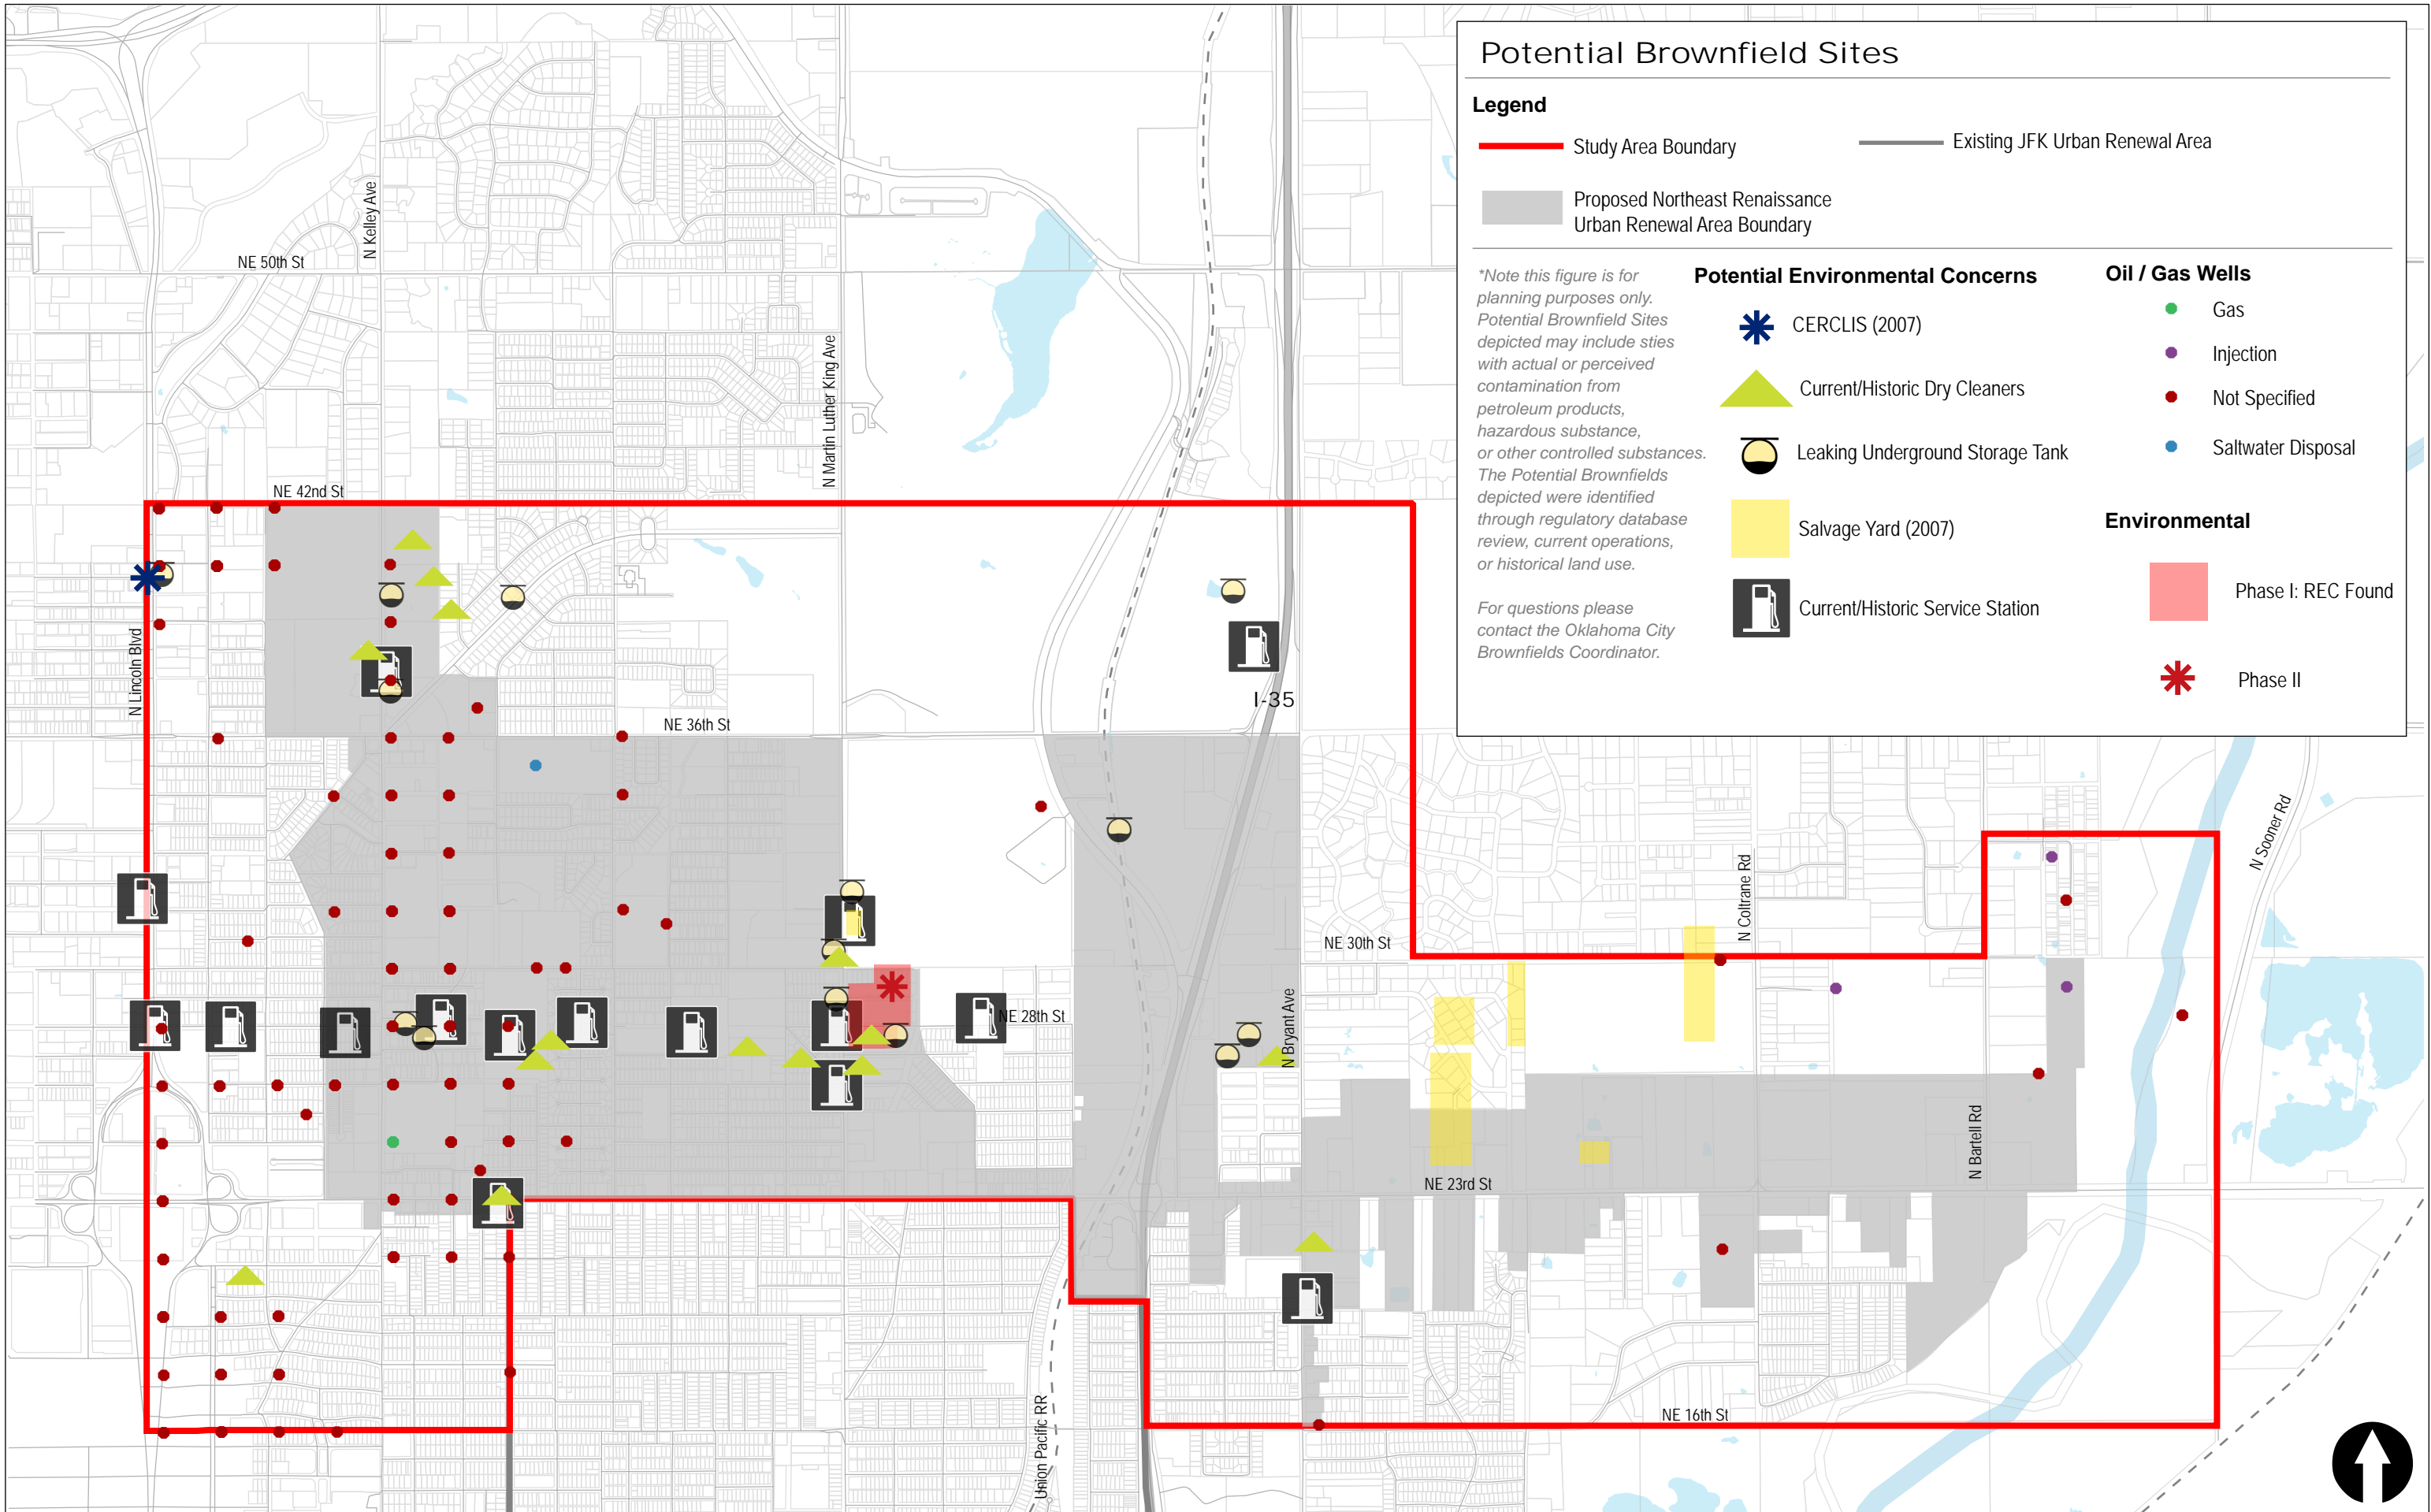 Potential Brownfield Sites
Legend
Study Area Boundary
Existing JFK Urban Renewal Area
Proposed Northeast Renaissance
Urban Renewal Area Boundary
*Note this figure is for
planning purposes only.
Potential Brownfield Sites
depicted may include sties
with actual or perceived
contamination from
petroleum products,
hazardous substance,
or other controlled substances.
The Potential Brownfields
depicted were identified
through regulatory database
review, current operations,
or historical land use.
For questions please
contact the Oklahoma City
Brownfields Coordinator.
Potential Environmental Concerns
CERCLIS (2007)
Current/Historic Dry Cleaners
Leaking Underground Storage Tank
Salvage Yard (2007)
Current/Historic Service Station
Oil / Gas Wells
Gas
Injection
Not Specified
Saltwater Disposal
Environmental
Phase I: REC Found
Phase II
N Kelley Ave
NE 50th St
N Martin Luther King Ave
NE 42nd St
N Lincoln Blvd
I-35
NE 36th St
N Sooner Rd
N Coltrane Rd
NE 30th St
NE 28th St
N Bryant Ave
N Bartell Rd
NE 23rd St
Union Pacific RR
NE 16th St